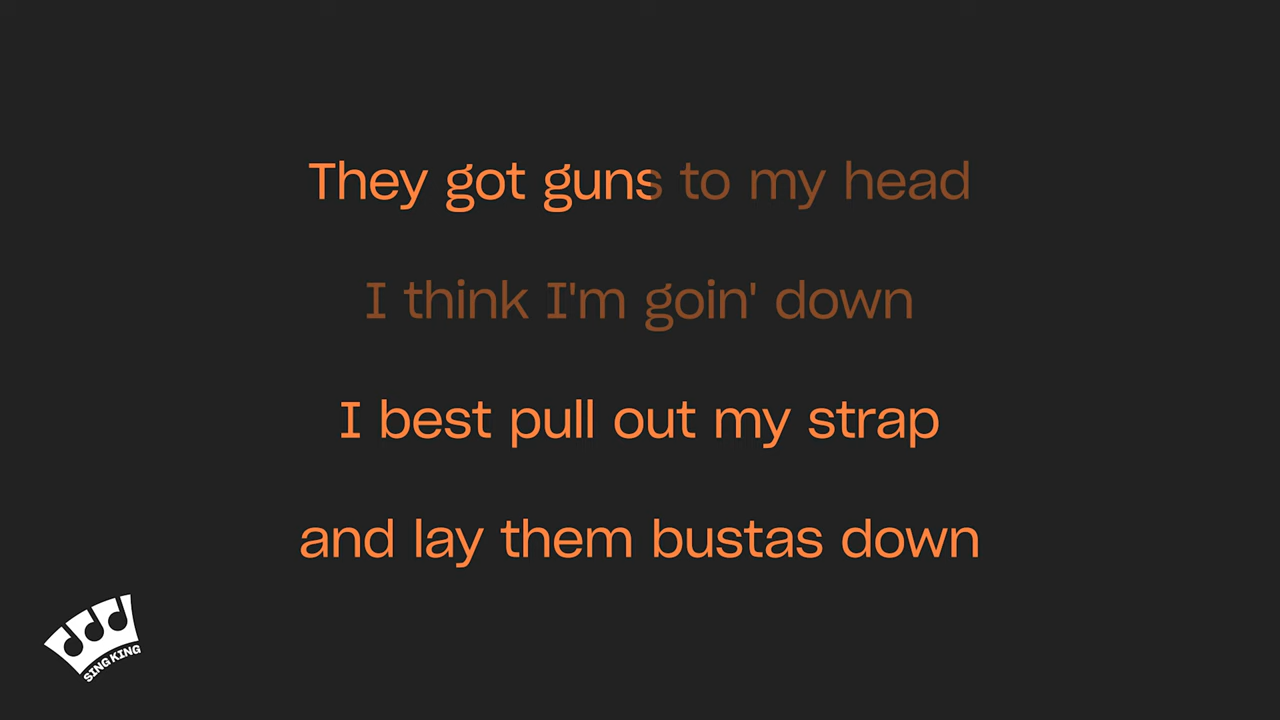 They got guns to my head
I think I'm goin' down
I best pull out my strap
and lay them bustas down
SING KING